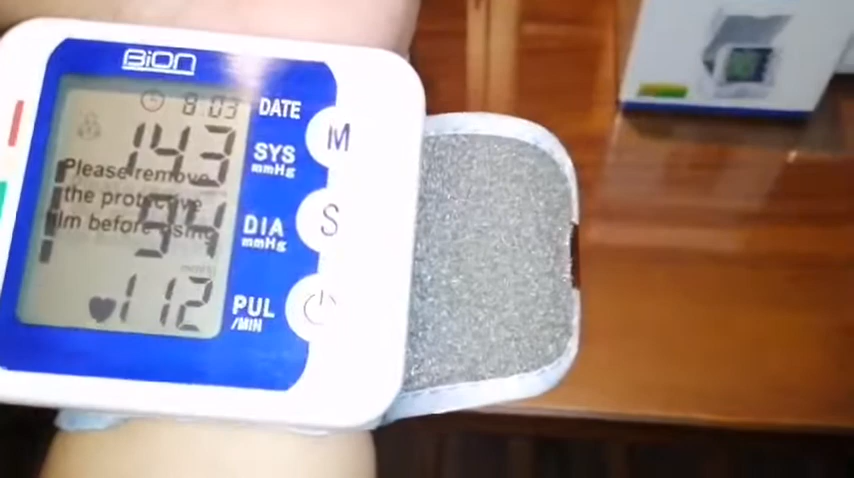 BiOn
8:03 DATE
143 SYS
mmHg
M
Please remove
the protective
film before using
94 DIA
mmHg
S
112 PUL
/MIN